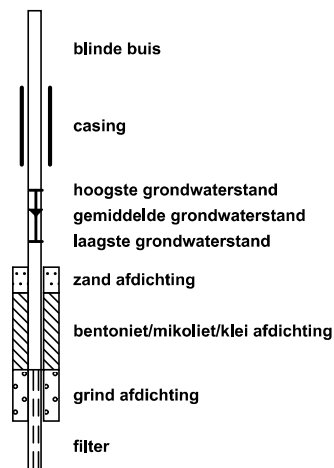 blinde buis
casing
hoogste grondwaterstand
gemiddelde grondwaterstand
laagste grondwaterstand
zand afdichting
bentoniet/mikoliet/klei afdichting
grind afdichting
filter